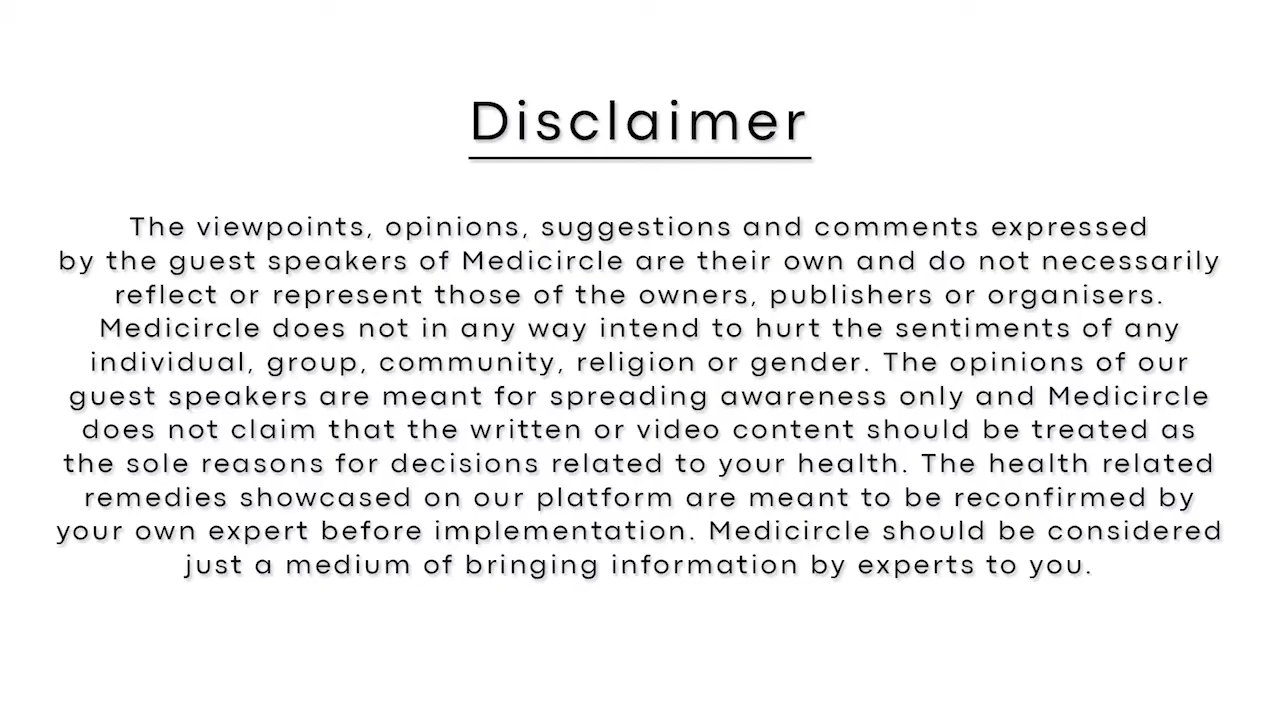 Disclaimer
The viewpoints, opinions, suggestions and comments expressed
by the guest speakers of Medicircle are their own and do not necessarily
reflect or represent those of the owners, publishers or organisers.
Medicircle does not in any way intend to hurt the sentiments of any
individual, group, community, religion or gender. The opinions of our
guest speakers are meant for spreading awareness only and Medicircle
does not claim that the written or video content should be treated as
the sole reasons for decisions related to your health. The health related
remedies showcased on our platform are meant to be reconfirmed by
your own expert before implementation. Medicircle should be considered
just a medium of bringing information by experts to you.